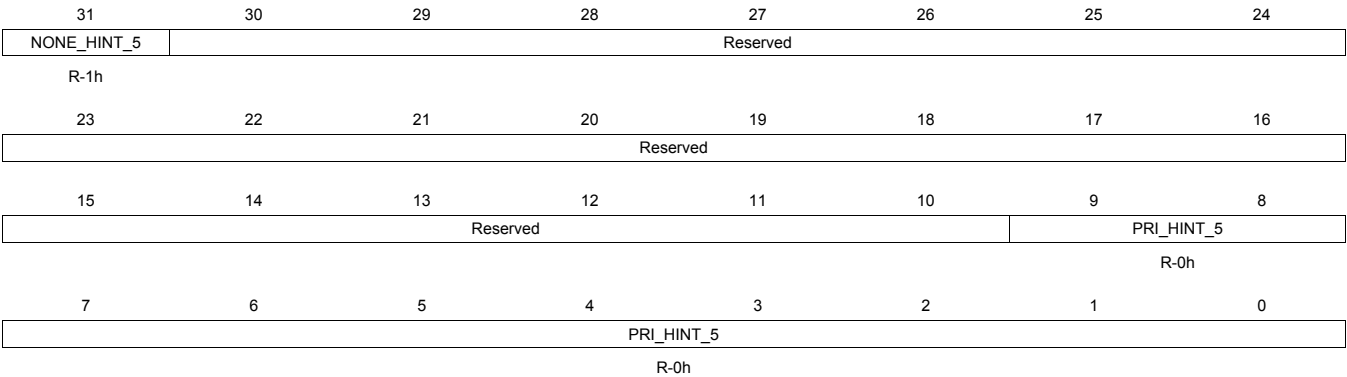 31 30 29 28 27 26 25 24
NONE_HINT_5 Reserved
R-1h
23 22 21 20 19 18 17 16
Reserved
15 14 13 12 11 10 9 8
Reserved PRI_HINT_5
R-0h
7 6 5 4 3 2 1 0
PRI_HINT_5
R-0h